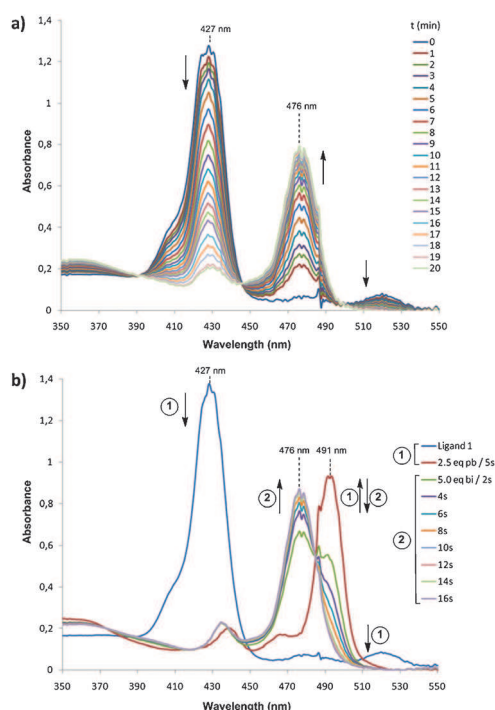 a)
427 nm
476 nm
t (min)
0
1
2
3
4
5
6
7
8
9
10
11
12
13
14
15
16
17
18
19
20
1,4
1,2
1
0,8
0,6
0,4
0,2
0
Absorbance
350 370 390 410 430 450 470 490 510 530 550
Wavelength (nm)
b)
427 nm
476 nm
491 nm
1
2
1
2
1
1
Ligand 1
2.5 eq pb / 5s
2
5.0 eq bi / 2s
4s
6s
8s
10s
12s
14s
16s
1,4
1,2
1
0,8
0,6
0,4
0,2
0
Absorbance
350 370 390 410 430 450 470 490 510 530 550
Wavelength (nm)